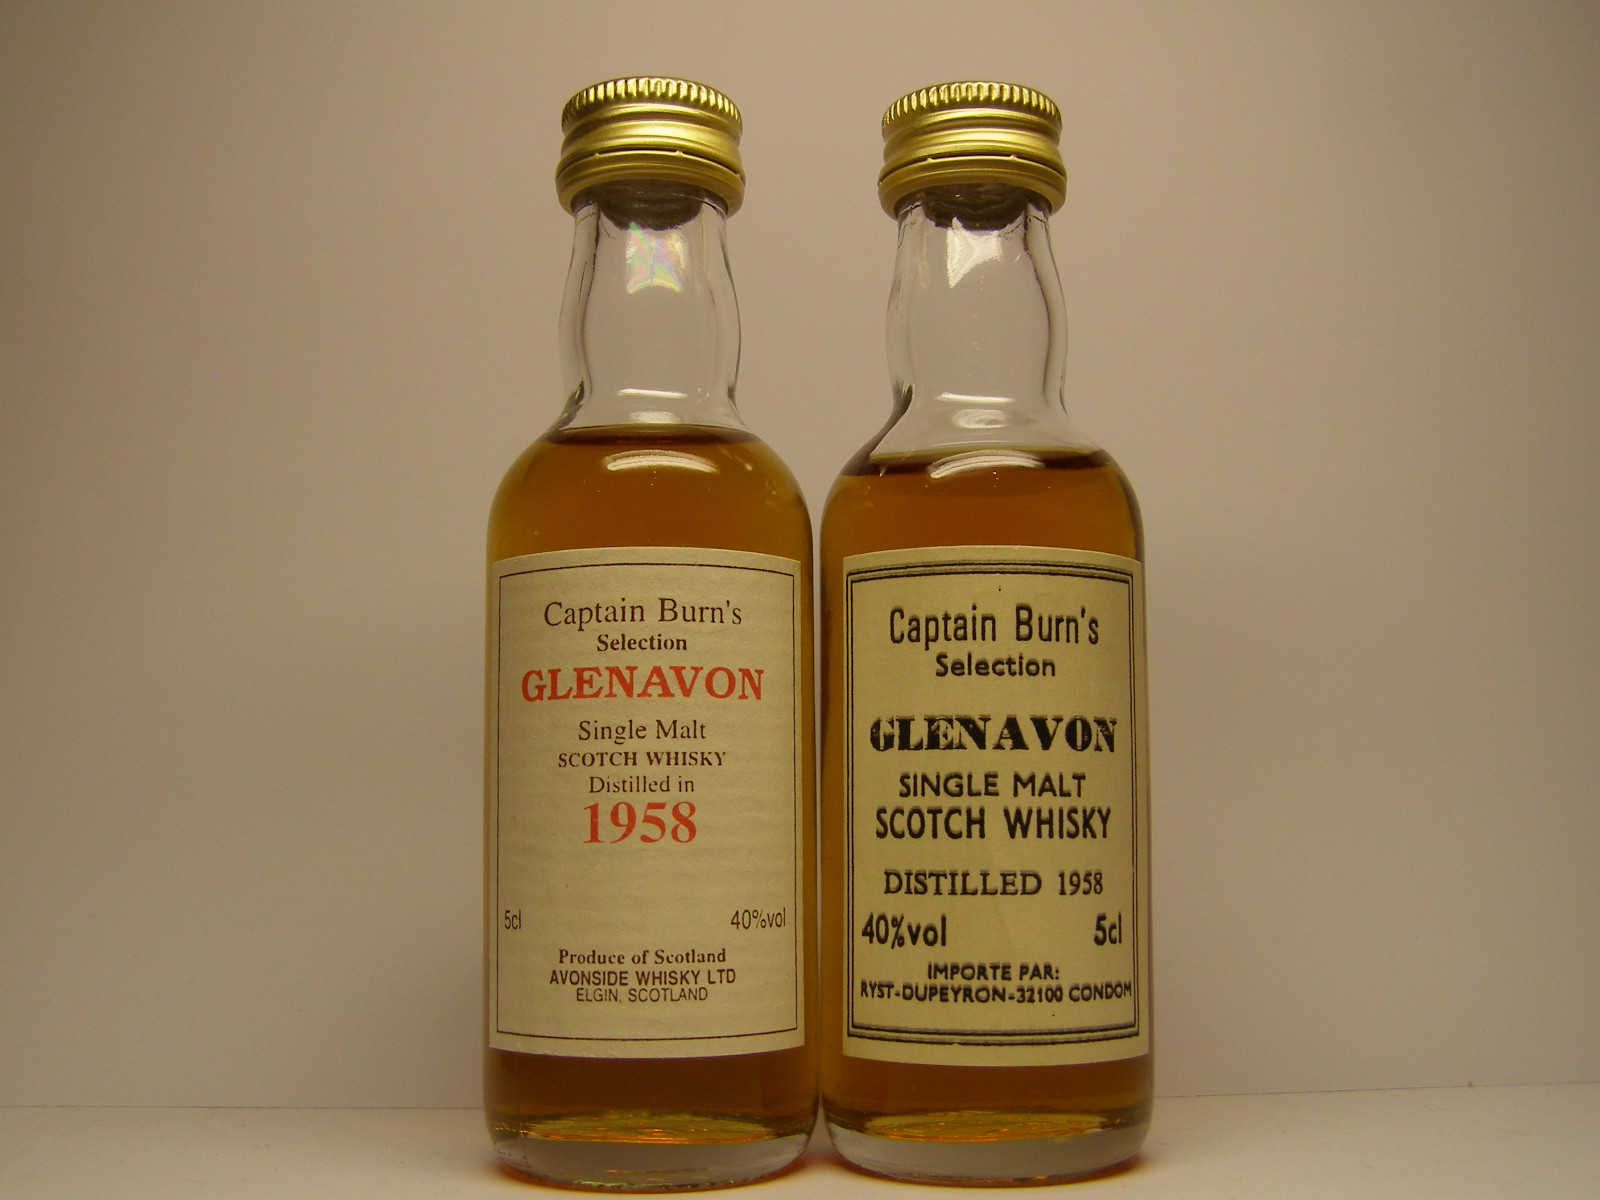 Captain Burn's
Selection
GLENAVON
Single Malt
SCOTCH WHISKY
Distilled in
1958
5cl 40%vol
Produce of Scotland
AVONSIDE WHISKY LTD
ELGIN, SCOTLAND
Captain Burn's
Selection
GLENAVON
SINGLE MALT
SCOTCH WHISKY
DISTILLED 1958
40%vol 5cl
IMPORTE PAR:
RYST-DUPEYRON-32100 CONDOM